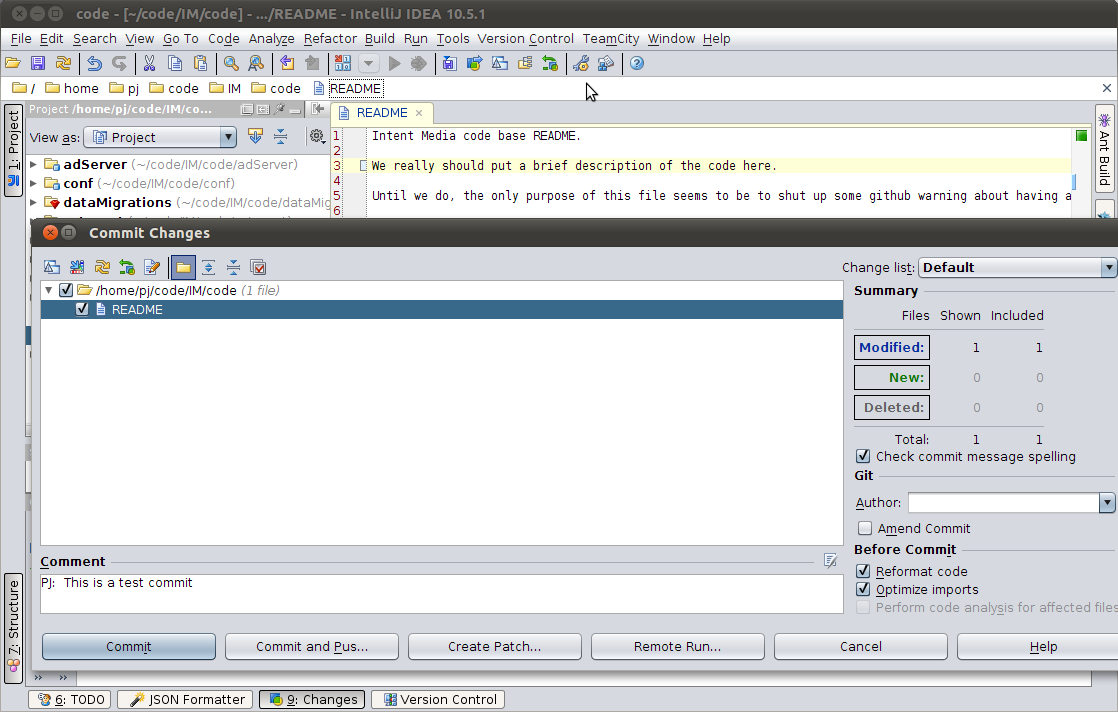 code - [~/code/IM/code] - .../README - IntelliJ IDEA 10.5.1
File Edit Search View Go To Code Analyze Refactor Build Run Tools Version Control TeamCity Window Help
/ home pj code IM code README
Project /home/pj/code/IM/co...
README
1: Project
View as: Project
Ant Build
adServer (~/code/IM/code/adServer)
conf (~/code/IM/code/conf)
dataMigrations (~/code/IM/code/dataMig
1 Intent Media code base README.
2
3 We really should put a brief description of the code here.
4
5 Until we do, the only purpose of this file seems to be to shut up some github warning about having a
6
Commit Changes
Change list: Default
/home/pj/code/IM/code (1 file)
README
Summary
Files Shown Included
Modified: 1 1
New: 0 0
Deleted: 0 0
Total: 1 1
Check commit message spelling
Git
Author:
Amend Commit
Before Commit
Reformat code
Optimize imports
Perform code analysis for affected files
Comment
PJ: This is a test commit
Commit Commit and Pus... Create Patch... Remote Run... Cancel Help
7: Structure
6: TODO JSON Formatter 9: Changes Version Control